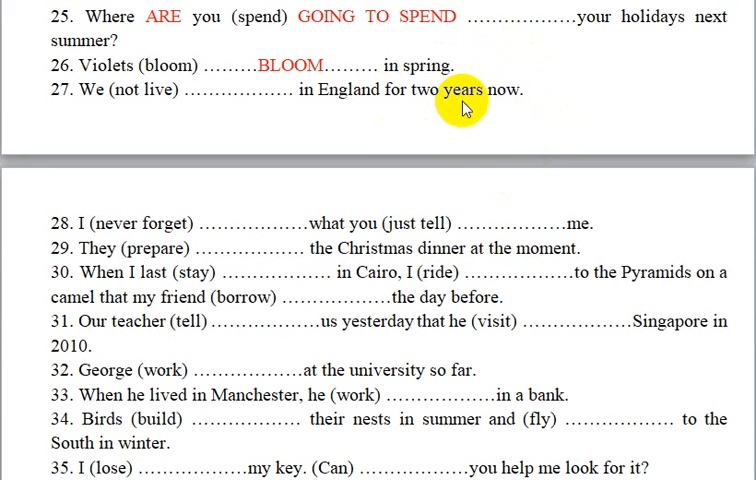 25. Where ARE you (spend) GOING TO SPEND ………………your holidays next
summer?
26. Violets (bloom) ………BLOOM……… in spring.
27. We (not live) ……………… in England for two years now.
28. I (never forget) ………………what you (just tell) ………………me.
29. They (prepare) ……………… the Christmas dinner at the moment.
30. When I last (stay) ……………… in Cairo, I (ride) ………………to the Pyramids on a
camel that my friend (borrow) ………………the day before.
31. Our teacher (tell) ………………us yesterday that he (visit) ………………Singapore in
2010.
32. George (work) ………………at the university so far.
33. When he lived in Manchester, he (work) ………………in a bank.
34. Birds (build) ……………… their nests in summer and (fly) ……………… to the
South in winter.
35. I (lose) ………………my key. (Can) ………………you help me look for it?